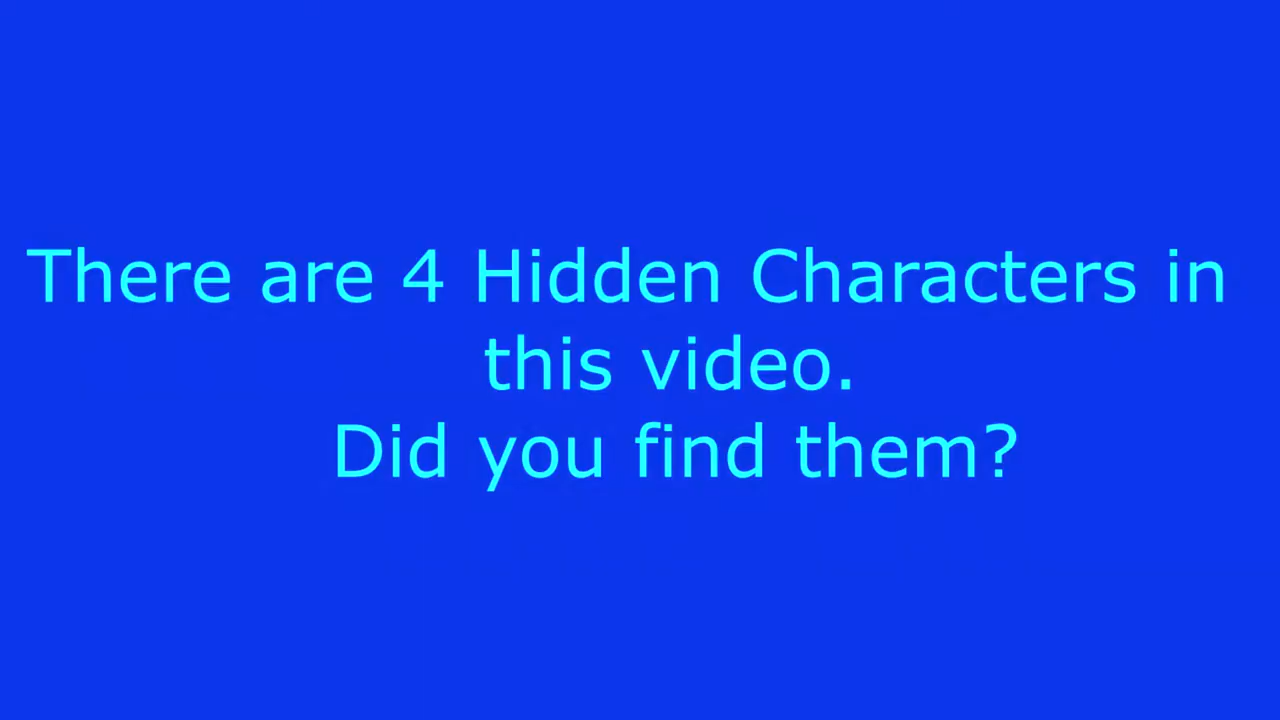 There are 4 Hidden Characters in
this video.
Did you find them?